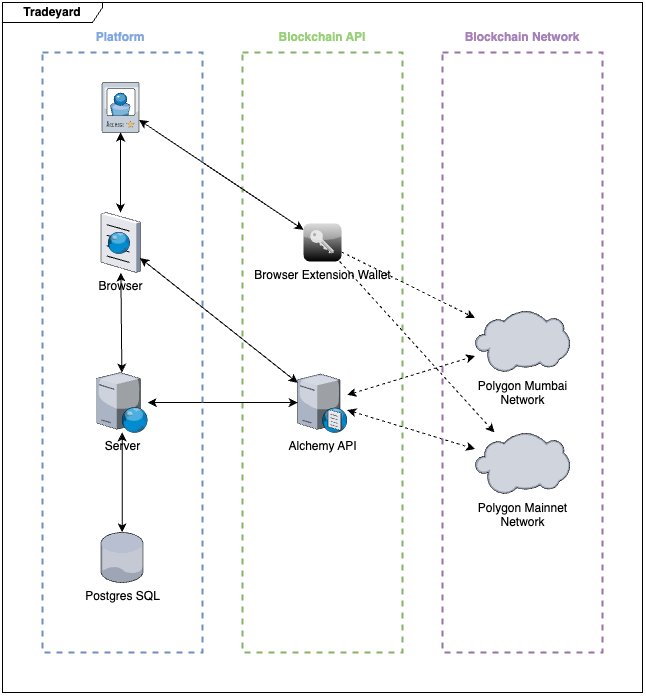 Tradeyard
Platform
Blockchain API
Blockchain Network
Access
Browser Extension Wallet
Browser
Polygon Mumbai
Network
Server
Alchemy API
Polygon Mainnet
Network
Postgres SQL